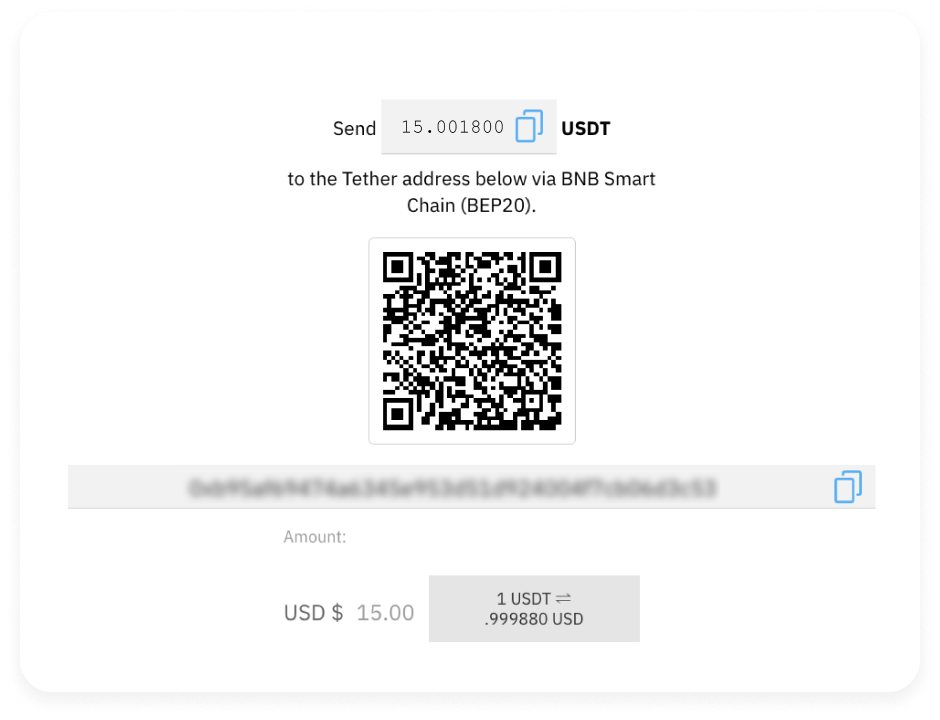 Send 15.001800 USDT
to the Tether address below via BNB Smart
Chain (BEP20).
Amount:
USD $ 15.00
1 USDT ⇌
.999880 USD